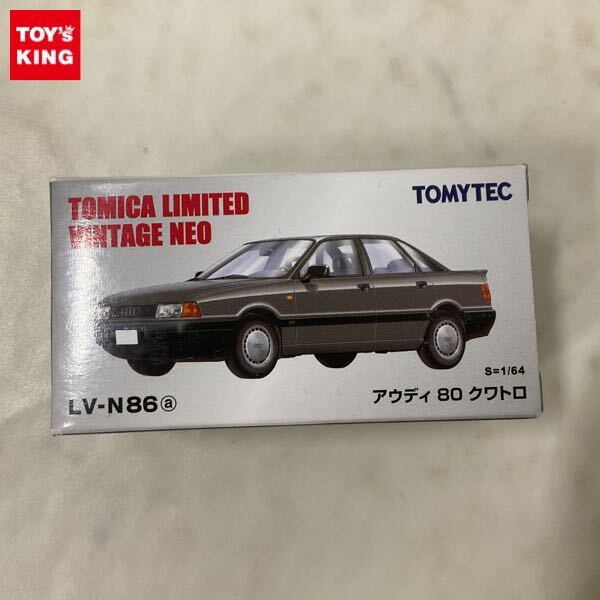 TOY's
KING
TOMICA LIMITED
VINTAGE NEO
TOMYTEC
S=1/64
LV-N86ⓐ
アウディ 80 クワトロ